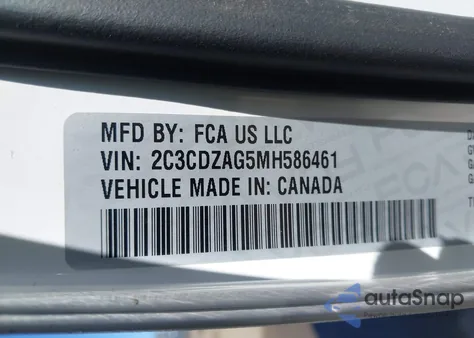 MFD BY: FCA US LLC
VIN: 2C3CDZAG5MH586461
VEHICLE MADE IN: CANADA
autoSnap